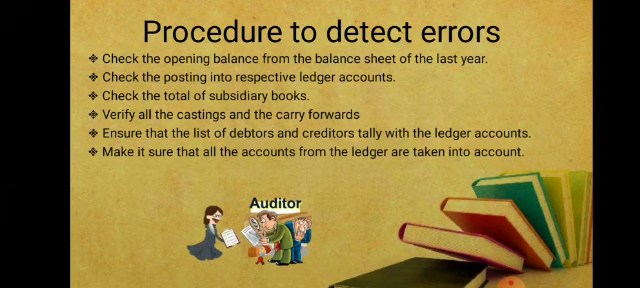 Procedure to detect errors
❖ Check the opening balance from the balance sheet of the last year.
❖ Check the posting into respective ledger accounts.
❖ Check the total of subsidiary books.
❖ Verify all the castings and the carry forwards
❖ Ensure that the list of debtors and creditors tally with the ledger accounts.
❖ Make it sure that all the accounts from the ledger are taken into account.
Auditor